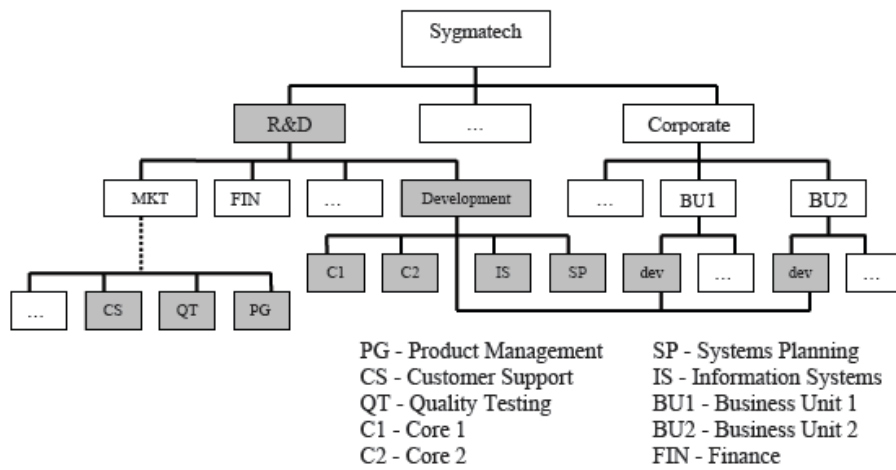 Sygmatech
R&D
...
Corporate
MKT
FIN
...
Development
...
BU1
BU2
C1
C2
IS
SP
dev
...
dev
...
...
CS
QT
PG
PG - Product Management
CS - Customer Support
QT - Quality Testing
C1 - Core 1
C2 - Core 2
SP - Systems Planning
IS - Information Systems
BU1 - Business Unit 1
BU2 - Business Unit 2
FIN - Finance